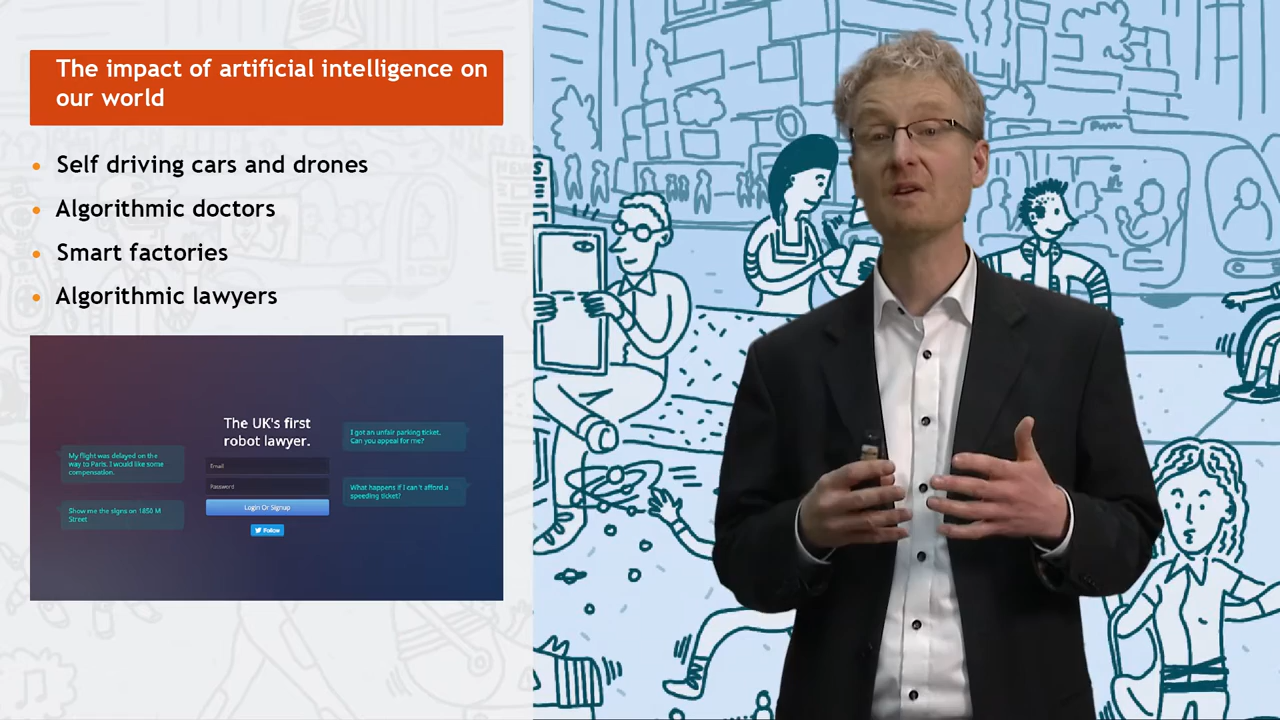 The impact of artificial intelligence on
our world
Self driving cars and drones
Algorithmic doctors
Smart factories
Algorithmic lawyers
The UK's first
robot lawyer.
Email
Password
Login Or Signup
Follow
My flight was delayed on the
way to Paris. I would like some
compensation.
Show me the signs on 1850 M
Street
I got an unfair parking ticket.
Can you appeal for me?
What happens if I can't afford a
speeding ticket?